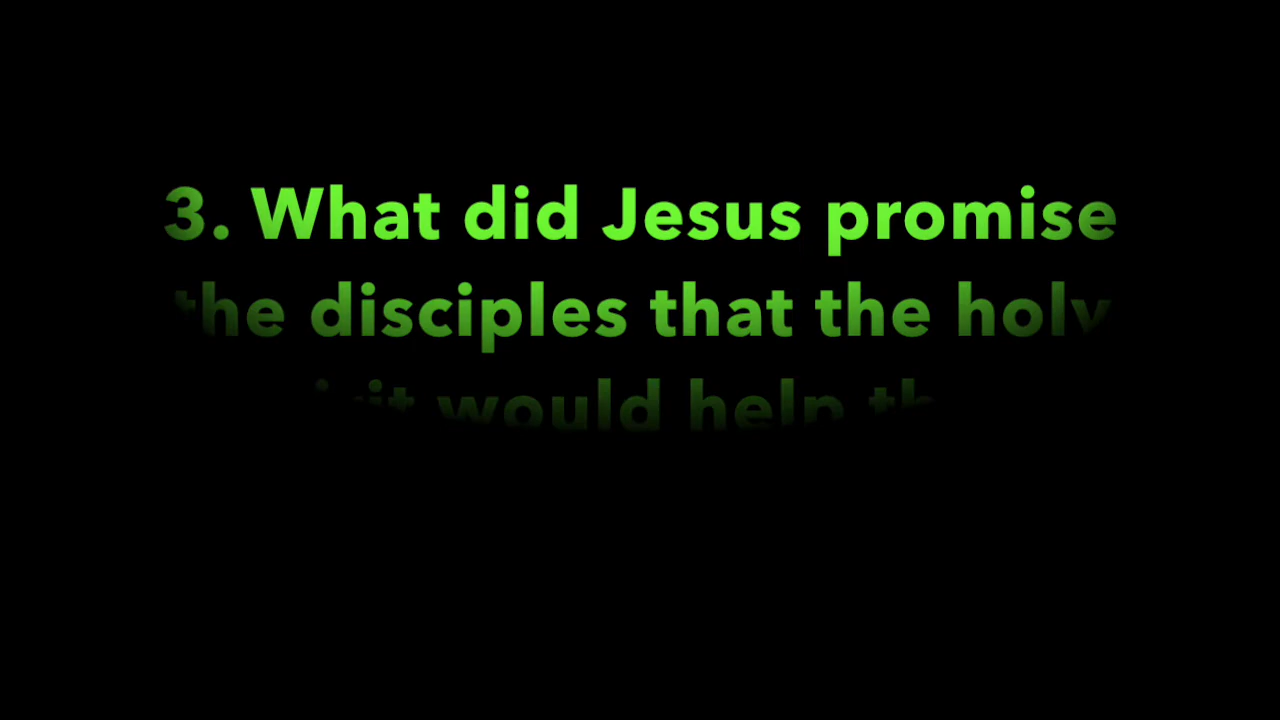 3. What did Jesus promise
the disciples that the holy
would help